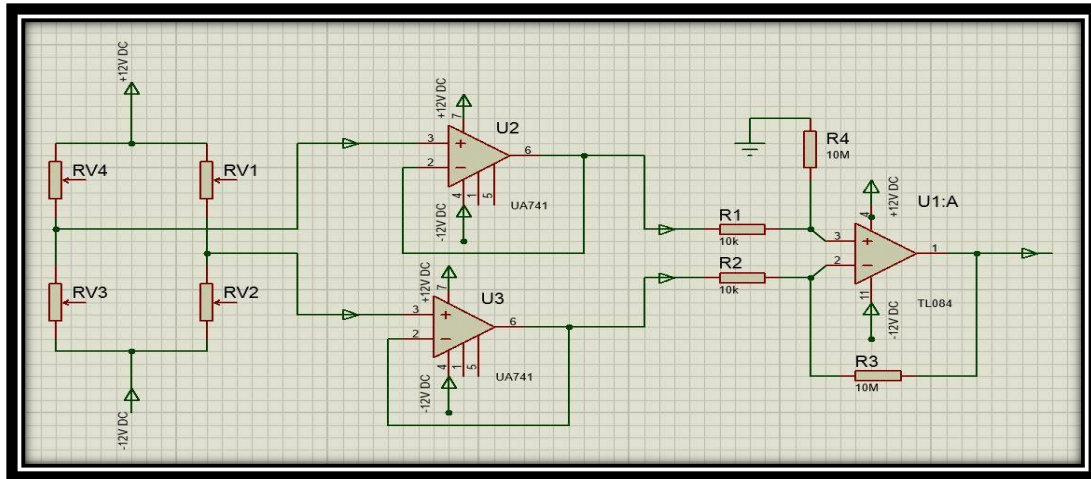 +12V DC
RV4
RV1
RV3
RV2
-12V DC
+12V DC
7
U2
3
2
6
4
1
5
UA741
-12V DC
+12V DC
7
U3
3
2
6
4
1
5
UA741
-12V DC
R4
10M
R1
10k
R2
10k
+12V DC
4
U1:A
3
2
1
11
TL084
-12V DC
R3
10M